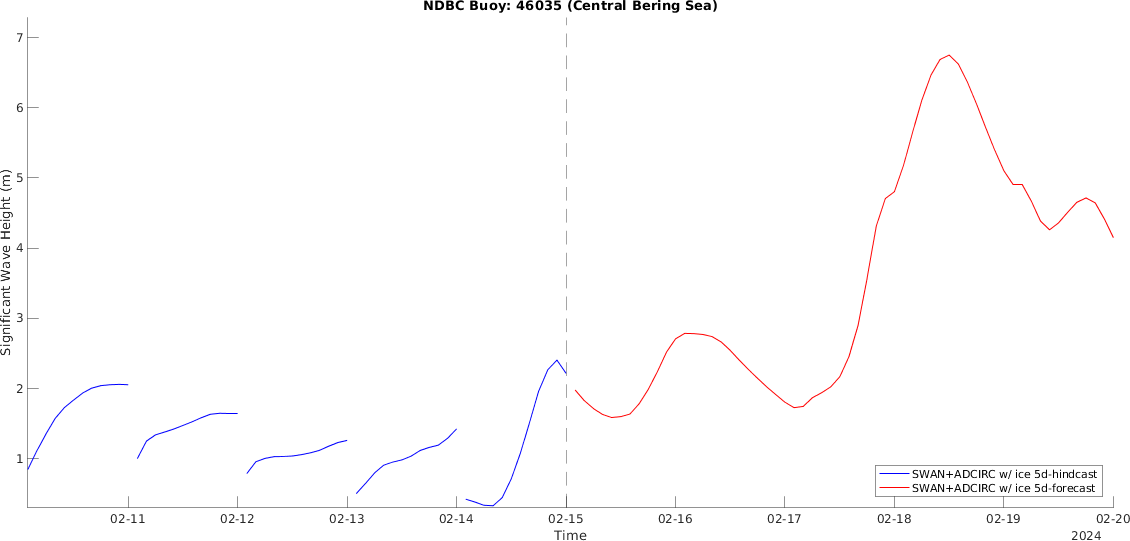 NDBC Buoy: 46035 (Central Bering Sea)
Significant Wave Height (m)
7
6
5
4
3
2
1
SWAN+ADCIRC w/ ice 5d-hindcast
SWAN+ADCIRC w/ ice 5d-forecast
02-11 02-12 02-13 02-14 02-15 02-16 02-17 02-18 02-19 02-20
Time
2024